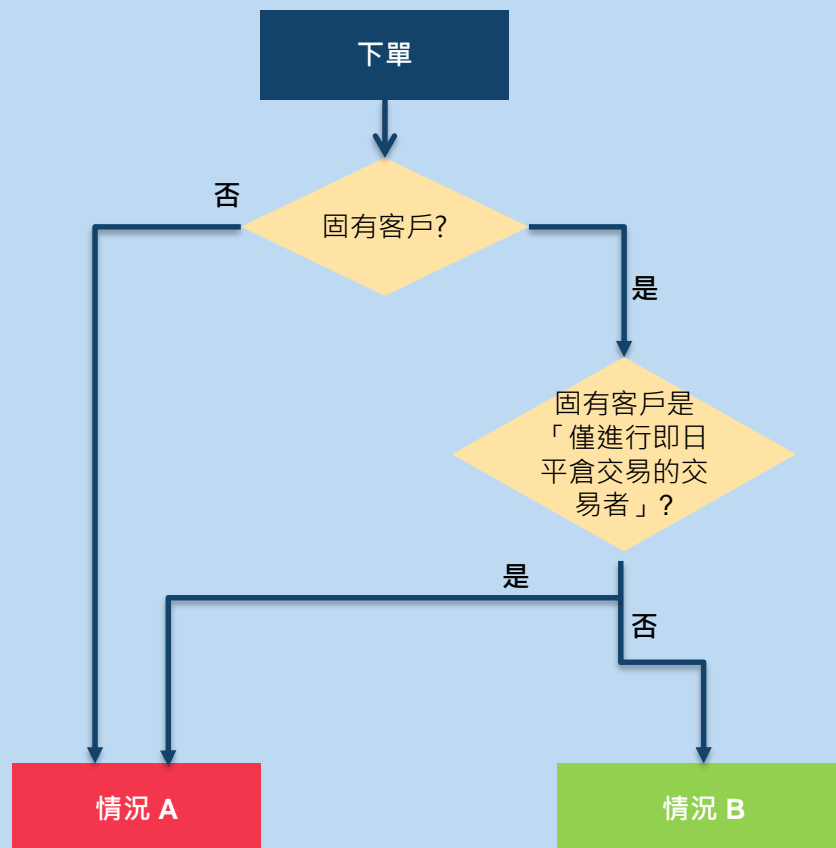 下單
否
固有客戶?
是
固有客戶是
「僅進行即日
平倉交易的交
易者」?
是
否
情況 A
情況 B